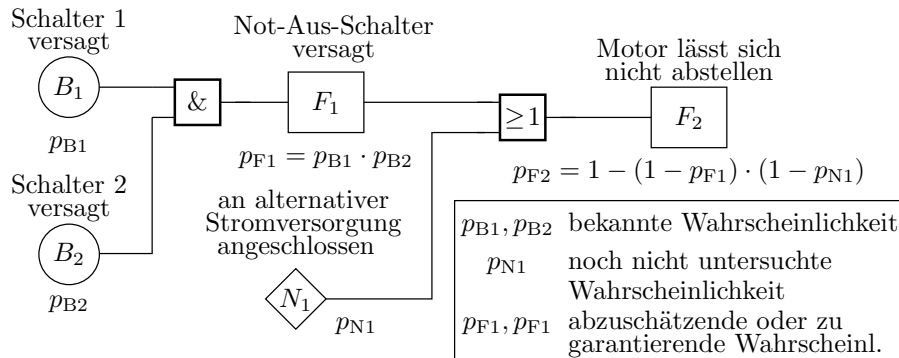 Schalter 1
versagt
B₁
p_B1
&
Not-Aus-Schalter
versagt
F₁
p_F1 = p_B1 · p_B2
≥1
Motor lässt sich
nicht abstellen
F₂
p_F2 = 1 − (1 − p_F1) · (1 − p_N1)
Schalter 2
versagt
B₂
p_B2
an alternativer
Stromversorgung
angeschlossen
N₁
p_N1
p_B1, p_B2 bekannte Wahrscheinlichkeit
p_N1 noch nicht untersuchte
Wahrscheinlichkeit
p_F1, p_F1 abzuschätzende oder zu
garantierende Wahrscheinl.